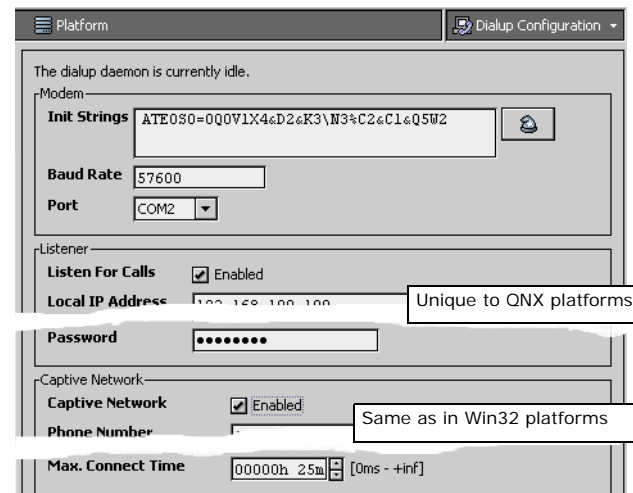 Platform Dialup Configuration
The dialup daemon is currently idle.
Modem
Init Strings ATE0S0=0Q0V1X4&D2&K3\N3%C2&C1&Q5W2
Baud Rate 57600
Port COM2
Listener
Listen For Calls Enabled
Local IP Address
Unique to QNX platforms
Password ●●●●●●●●
Captive Network
Captive Network Enabled
Same as in Win32 platforms
Phone Number
Max. Connect Time 00000h 25m [0ms - +inf]